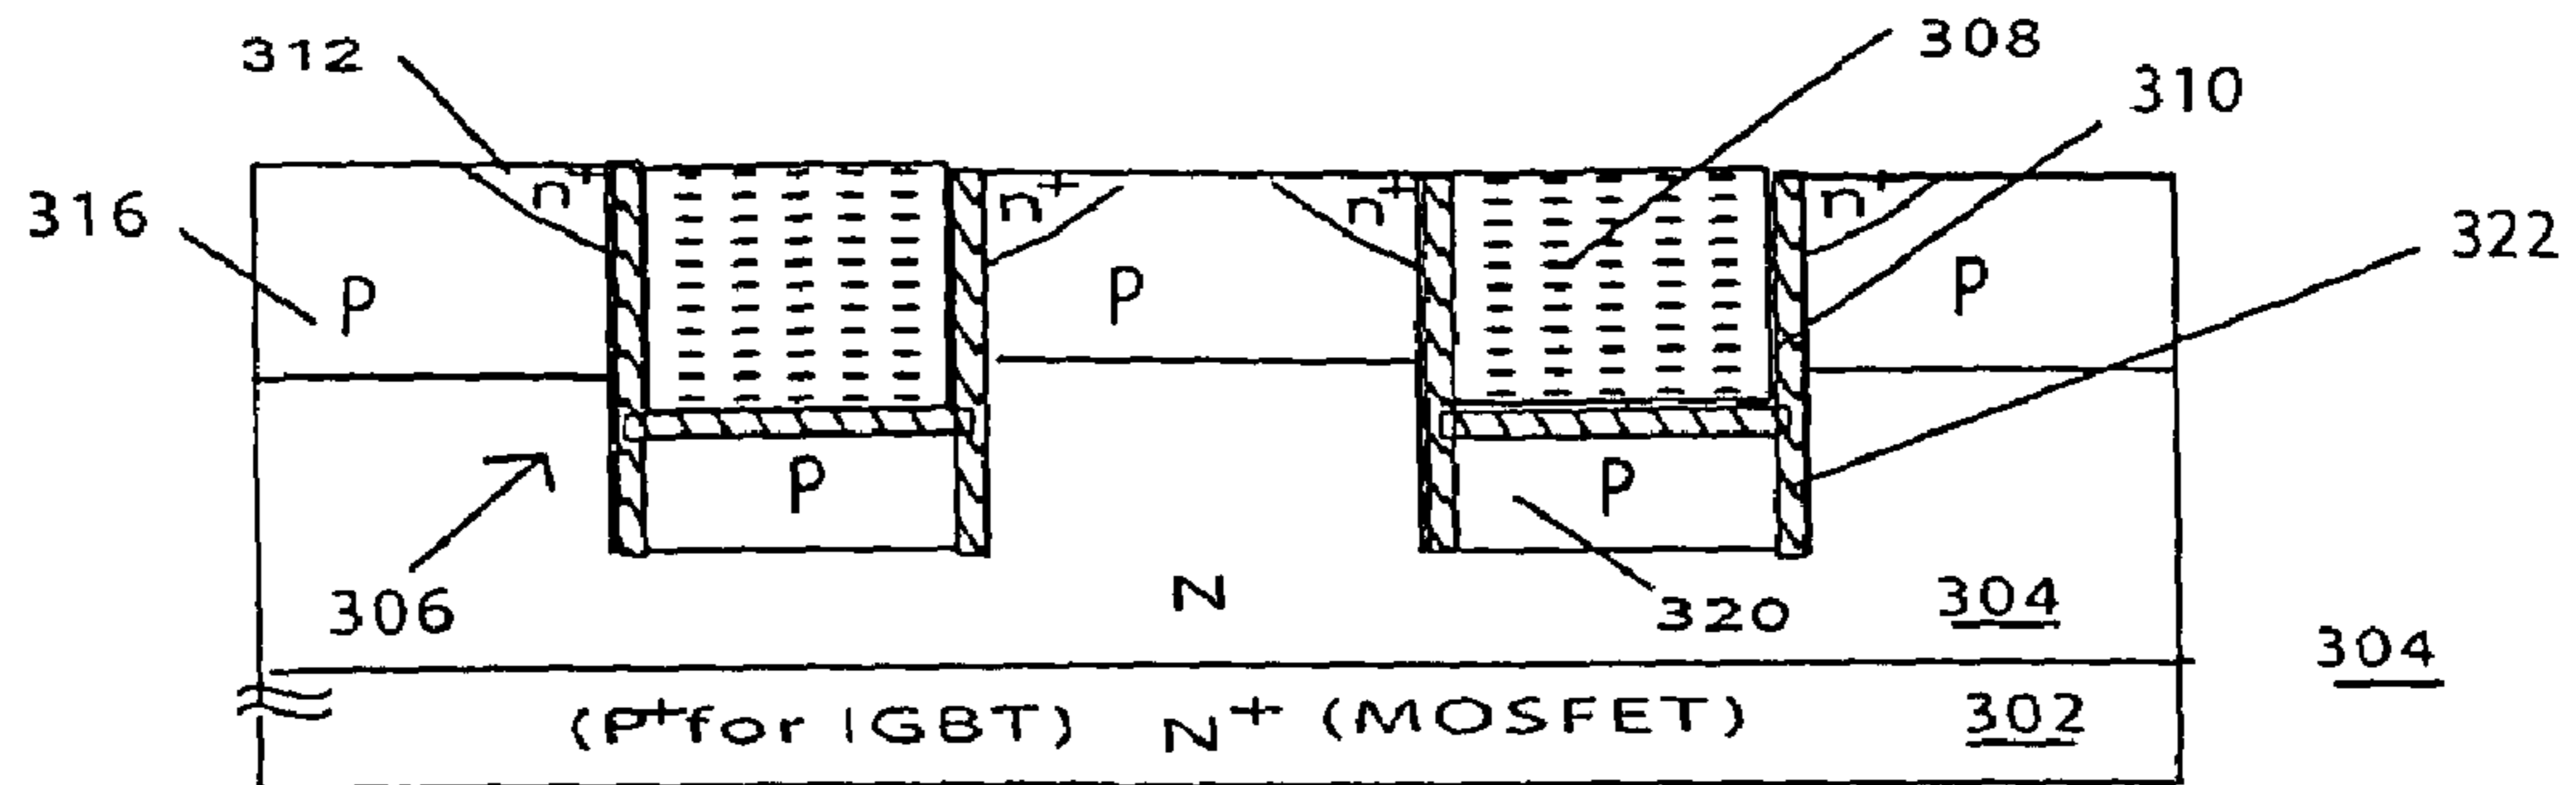 308
312
310
n+ n+ n+ n+
316
322
P P P
P P
306 N 320 304
304
(P+ for IGBT) N+ (MOSFET) 302